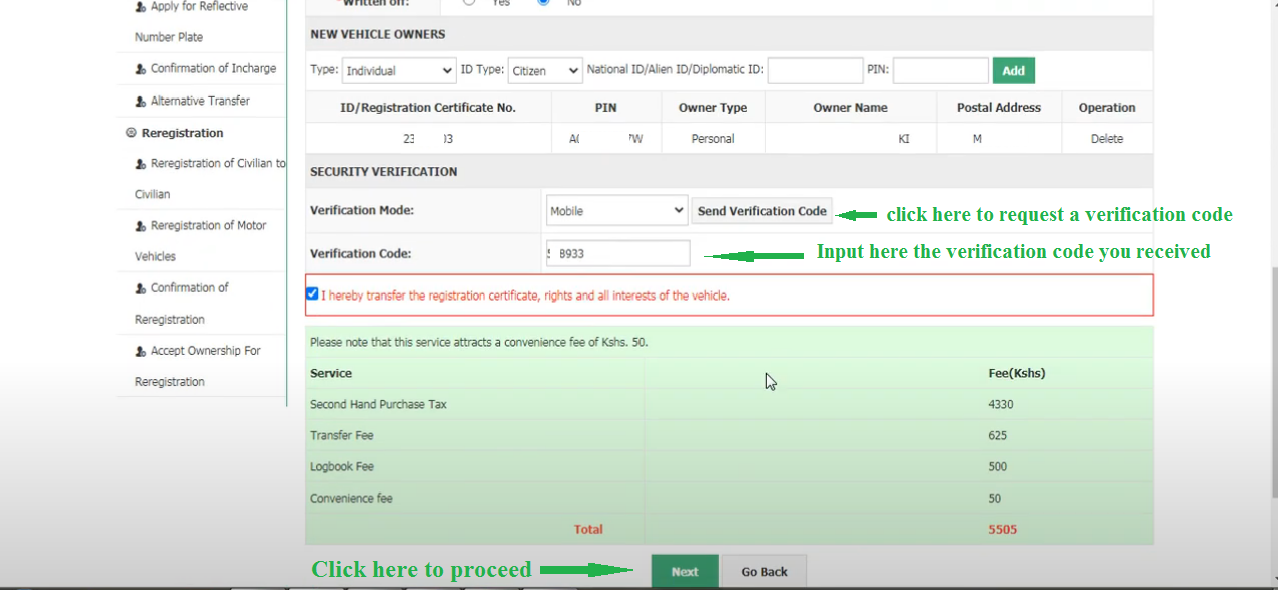 Apply for Reflective
Number Plate
Confirmation of Incharge
Alternative Transfer
Reregistration
Reregistration of Civilian to
Civilian
Reregistration of Motor
Vehicles
Confirmation of
Reregistration
Accept Ownership For
Reregistration
*Written off: Yes No
NEW VEHICLE OWNERS
Type: Individual ID Type: Citizen National ID/Alien ID/Diplomatic ID: PIN: Add
ID/Registration Certificate No. PIN Owner Type Owner Name Postal Address Operation
Personal KI M Delete
SECURITY VERIFICATION
Verification Mode: Mobile Send Verification Code click here to request a verification code
Verification Code: 8933 Input here the verification code you received
I hereby transfer the registration certificate, rights and all interests of the vehicle.
Please note that this service attracts a convenience fee of Kshs. 50.
Service Fee(Kshs)
Second Hand Purchase Tax 4330
Transfer Fee 625
Logbook Fee 500
Convenience fee 50
Total 5505
Click here to proceed Next Go Back